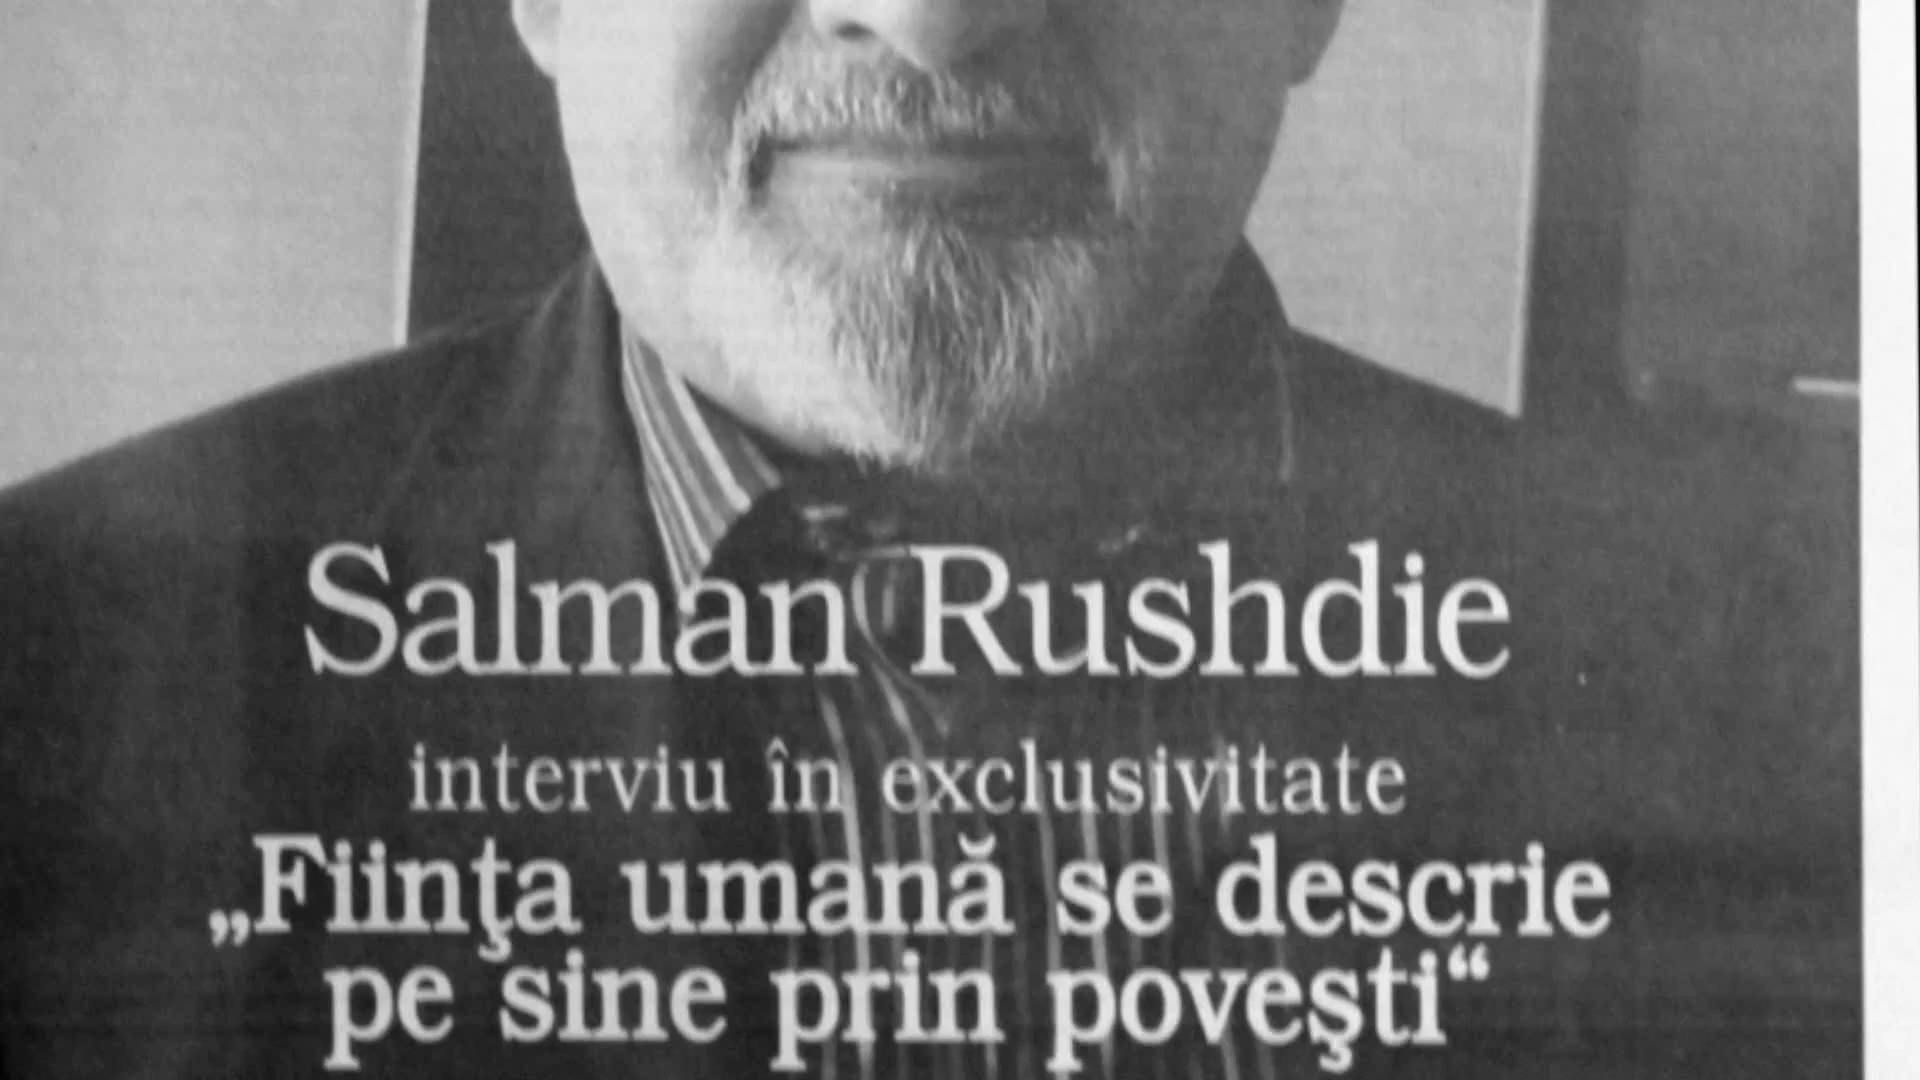 Salman Rushdie
interviu în exclusivitate
„Fiinţa umană se descrie
pe sine prin poveşti“